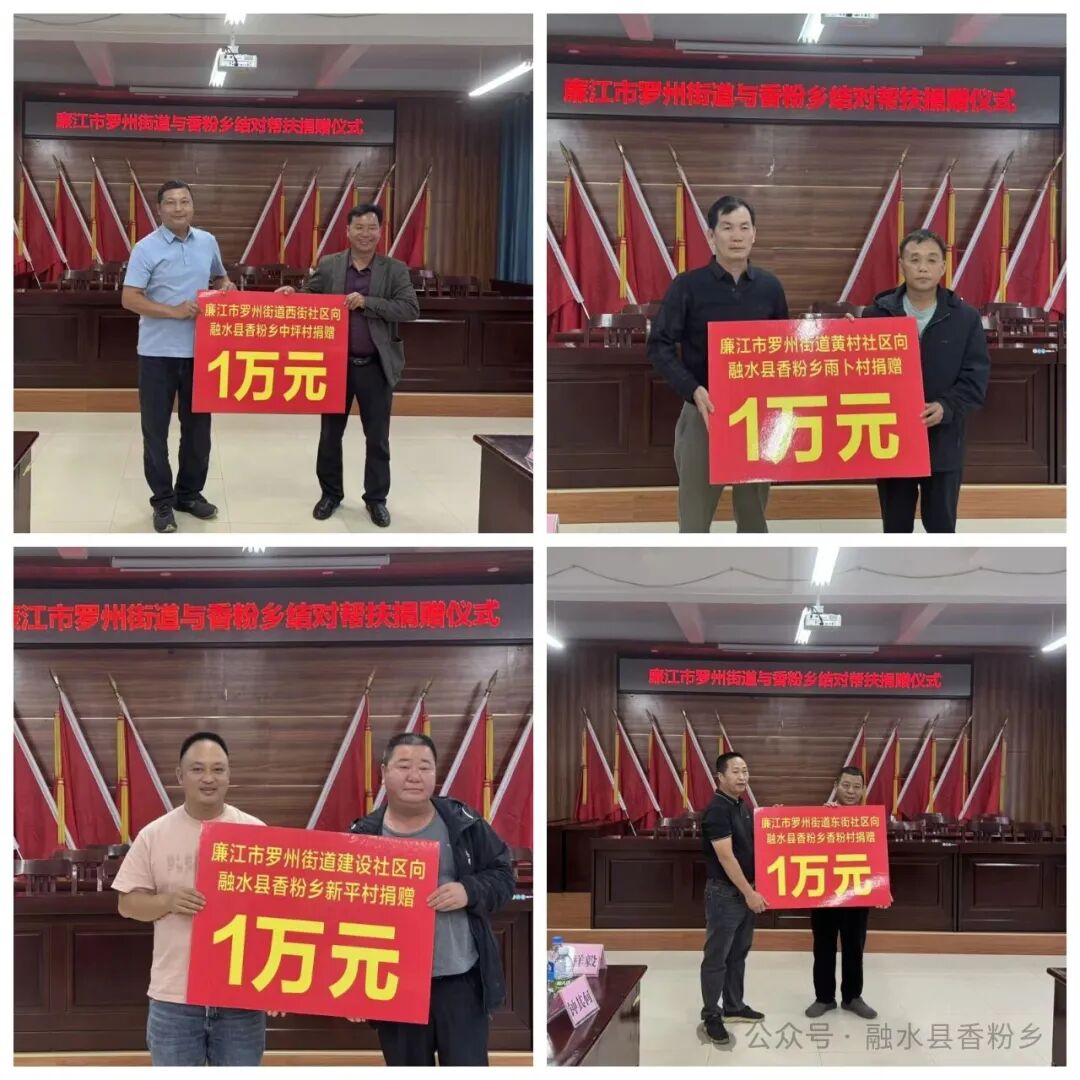 廉江市罗州街道与香粉乡结对帮扶捐赠仪式
廉江市罗州街道西街社区向
融水县香粉乡中坪村捐赠
1万元
廉江市罗州街道与香粉乡结对帮扶捐赠仪式
廉江市罗州街道黄村社区向
融水县香粉乡雨卜村捐赠
1万元
江市罗州街道与香粉乡结对帮扶捐赠仪式
廉江市罗州街道建设社区向
融水县香粉乡新平村捐赠
1万元
廉江市罗州街道与香粉乡结对帮扶捐赠仪式
廉江市罗州街道东街社区向
融水县香粉乡香粉村捐赠
1万元
公众号·融水县香粉乡